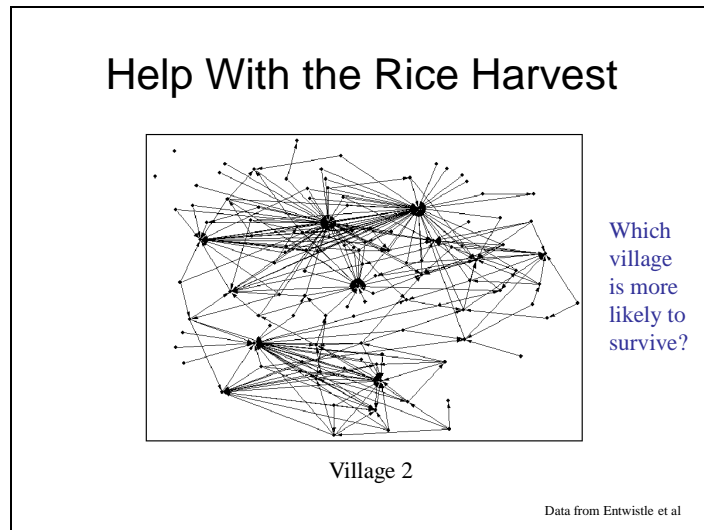 Help With the Rice Harvest
Which
village
is more
likely to
survive?
Village 2
Data from Entwistle et al